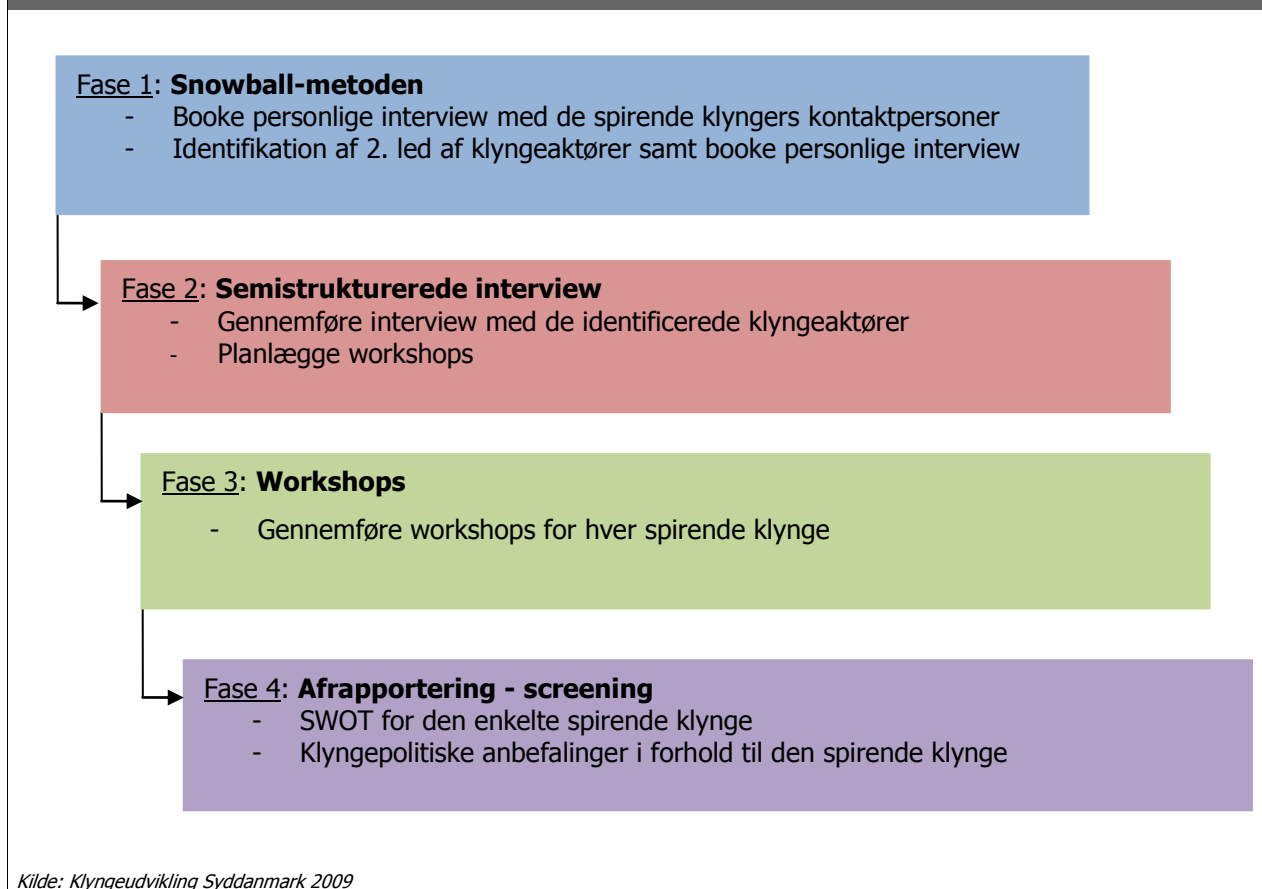 Fase 1: Snowball-metoden
- Booke personlige interview med de spirende klyngers kontaktpersoner
- Identifikation af 2. led af klyngeaktører samt booke personlige interview
Fase 2: Semistrukturerede interview
- Gennemføre interview med de identificerede klyngeaktører
- Planlægge workshops
Fase 3: Workshops
- Gennemføre workshops for hver spirende klynge
Fase 4: Afrapportering - screening
- SWOT for den enkelte spirende klynge
- Klyngepolitiske anbefalinger i forhold til den spirende klynge
Kilde: Klyngeudvikling Syddanmark 2009